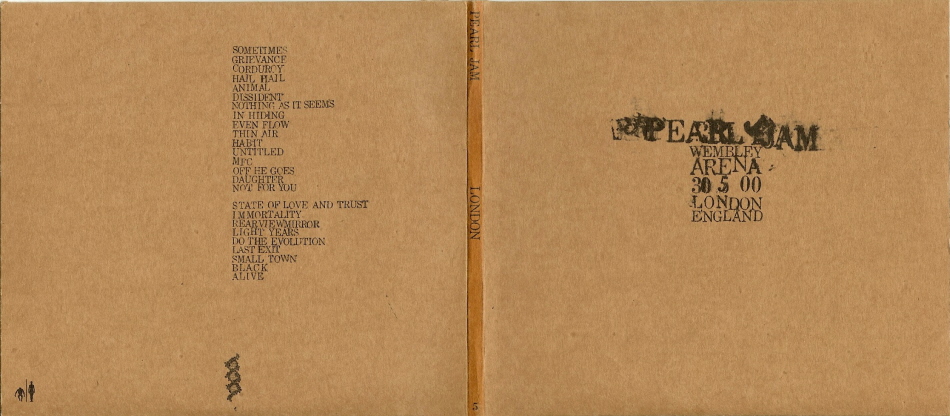 SOMETIMES
GRIEVANCE
CORDUROY
HAIL HAIL
ANIMAL
DISSIDENT
NOTHING AS IT SEEMS
IN HIDING
EVEN FLOW
THIN AIR
HABIT
UNTITLED
MFC
OFF HE GOES
DAUGHTER
NOT FOR YOU
STATE OF LOVE AND TRUST
IMMORTALITY
REARVIEWMIRROR
LIGHT YEARS
DO THE EVOLUTION
LAST EXIT
SMALL TOWN
BLACK
ALIVE
PEARL JAM
LONDON
PEARL JAM
WEMBLEY
ARENA
30 5 00
LONDON
ENGLAND